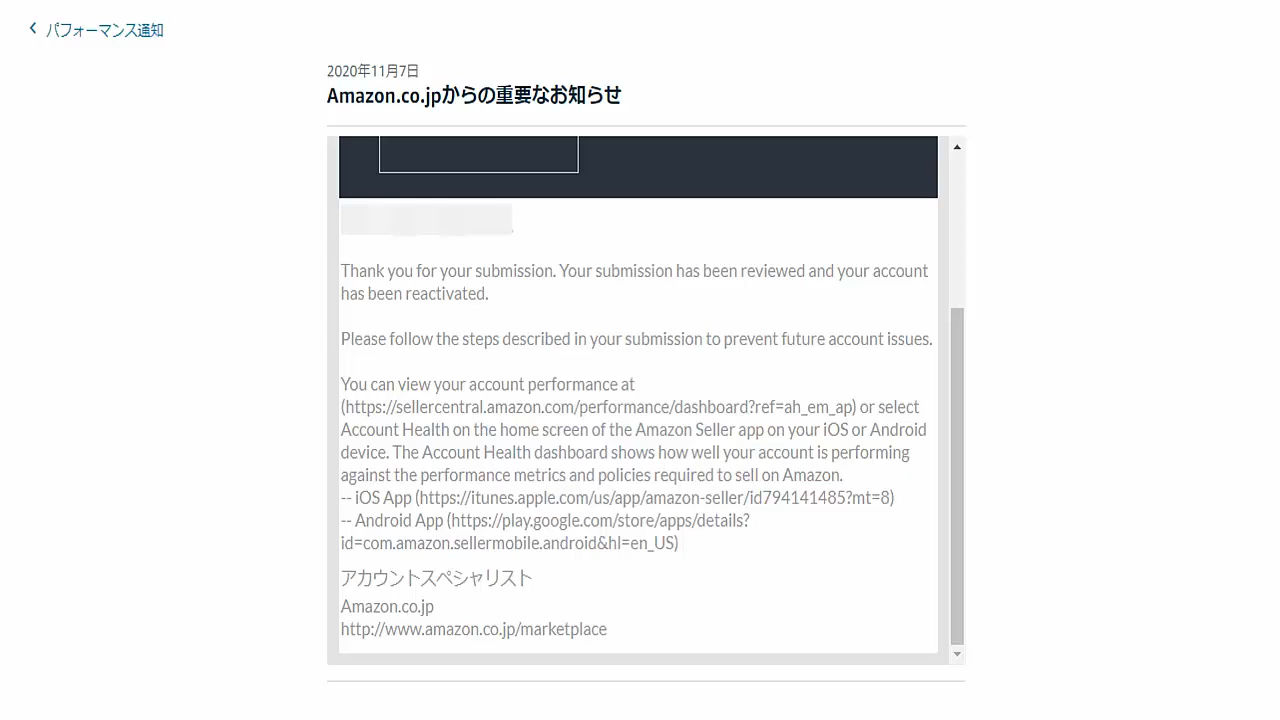 パフォーマンス通知
2020年11月7日
Amazon.co.jpからの重要なお知らせ
Thank you for your submission. Your submission has been reviewed and your account
has been reactivated.
Please follow the steps described in your submission to prevent future account issues.
You can view your account performance at
(https://sellercentral.amazon.com/performance/dashboard?ref=ah_em_ap) or select
Account Health on the home screen of the Amazon Seller app on your iOS or Android
device. The Account Health dashboard shows how well your account is performing
against the performance metrics and policies required to sell on Amazon.
-- iOS App (https://itunes.apple.com/us/app/amazon-seller/id794141485?mt=8)
-- Android App (https://play.google.com/store/apps/details?
id=com.amazon.sellermobile.android&hl=en_US)
アカウントスペシャリスト
Amazon.co.jp
http://www.amazon.co.jp/marketplace